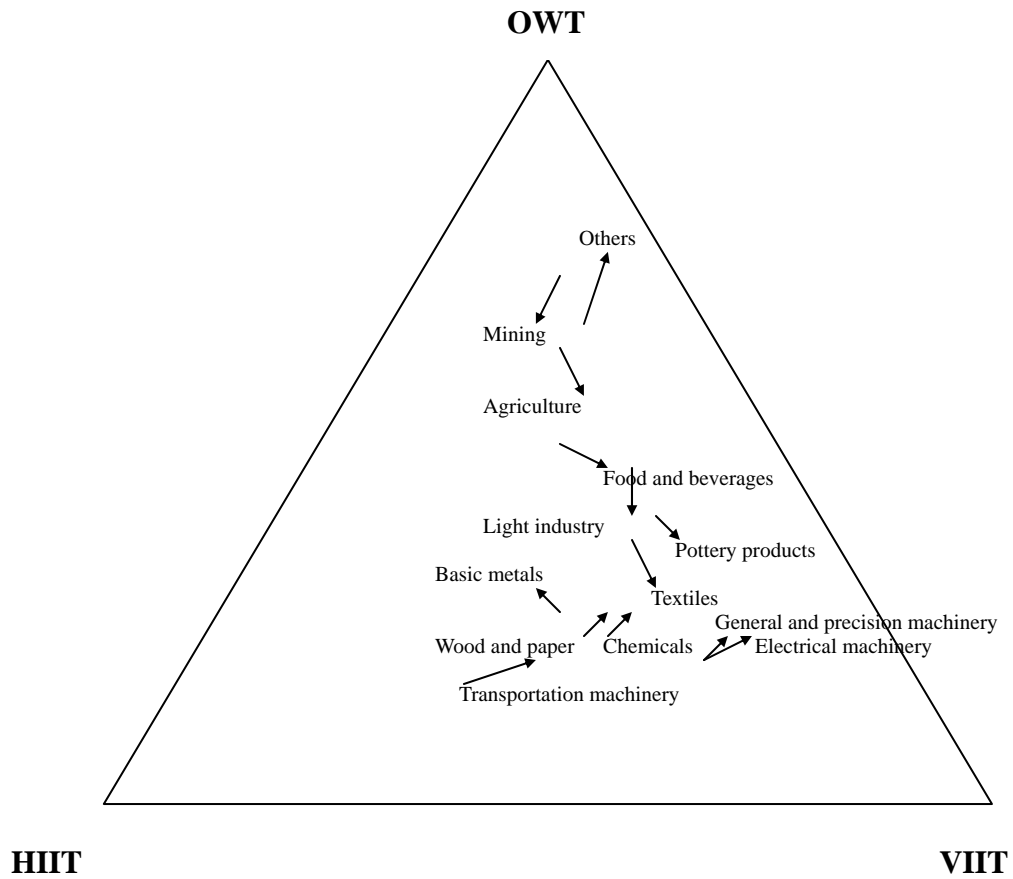 OWT
Others
Mining
Agriculture
Food and beverages
Light industry
Pottery products
Basic metals
Textiles
General and precision machinery
Wood and paper
Chemicals
Electrical machinery
Transportation machinery
HIIT
VIIT